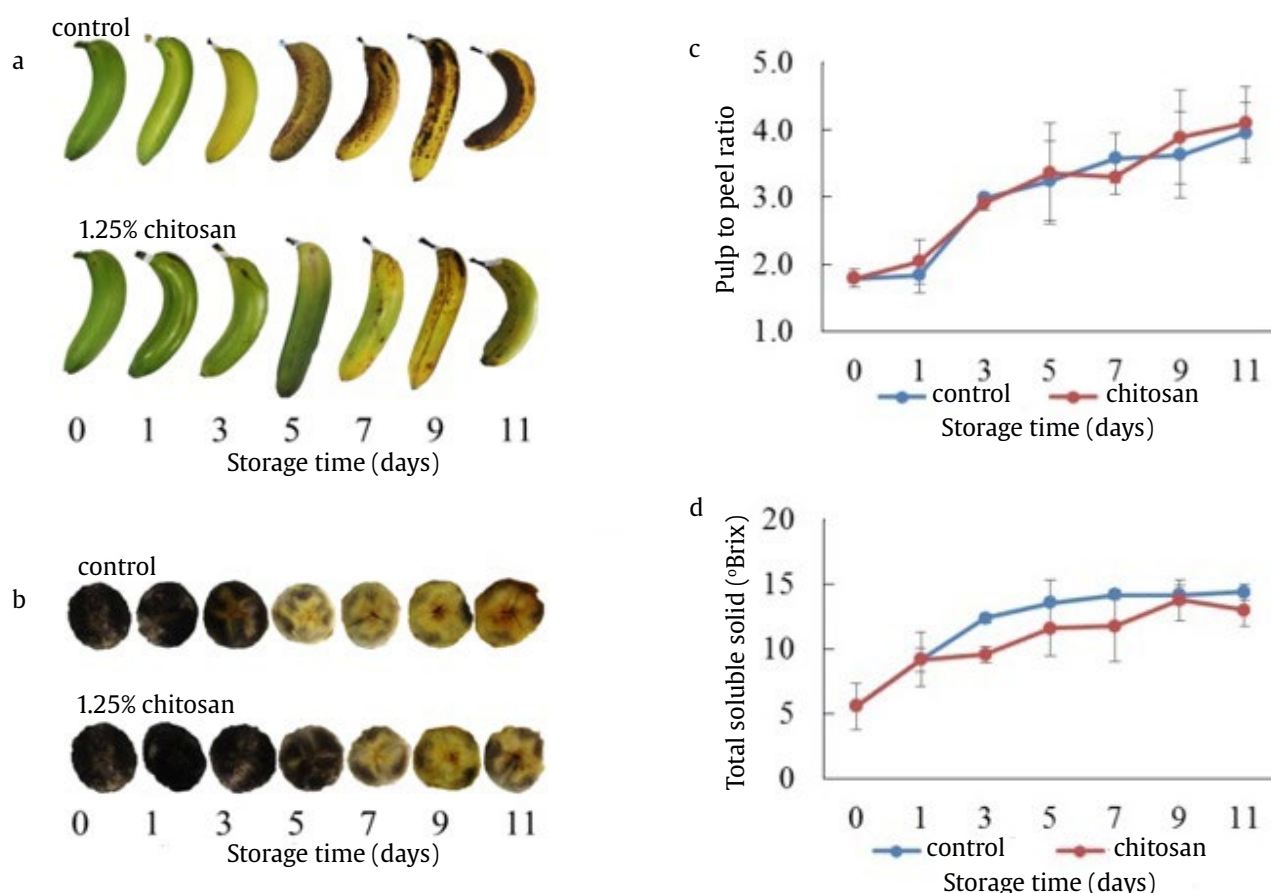 a
control
1.25% chitosan
0 1 3 5 7 9 11
Storage time (days)
b
control
1.25% chitosan
0 1 3 5 7 9 11
Storage time (days)
c
Pulp to peel ratio
5.0
4.0
3.0
2.0
1.0
0 1 3 5 7 9 11
control chitosan
Storage time (days)
d
Total soluble solid (ºBrix)
20
15
10
5
0
0 1 3 5 7 9 11
control chitosan
Storage time (days)